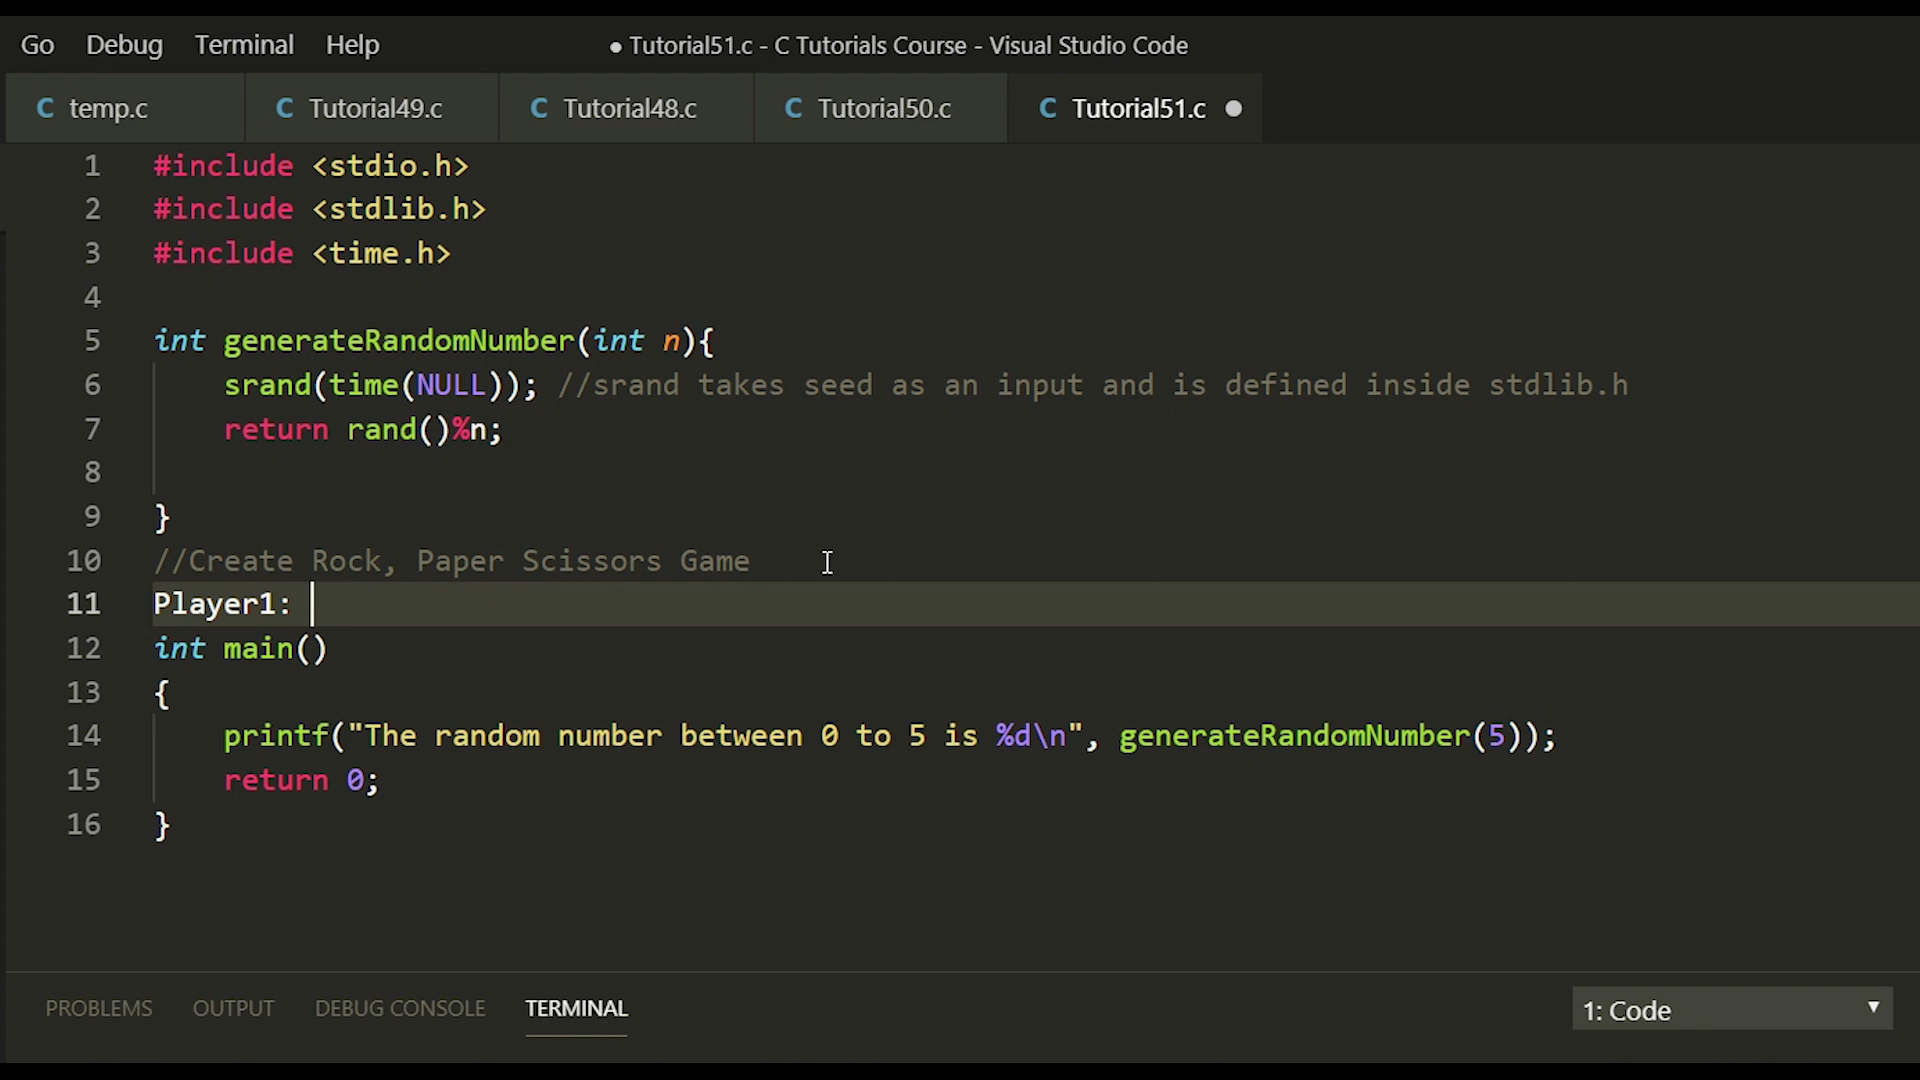 Go Debug Terminal Help ● Tutorial51.c - C Tutorials Course - Visual Studio Code
C temp.c C Tutorial49.c C Tutorial48.c C Tutorial50.c C Tutorial51.c ●
1 #include <stdio.h>
2 #include <stdlib.h>
3 #include <time.h>
4
5 int generateRandomNumber(int n){
6 srand(time(NULL)); //srand takes seed as an input and is defined inside stdlib.h
7 return rand()%n;
8
9 }
10 //Create Rock, Paper Scissors Game
11 Player1:
12 int main()
13 {
14 printf("The random number between 0 to 5 is %d\n", generateRandomNumber(5));
15 return 0;
16 }
PROBLEMS OUTPUT DEBUG CONSOLE TERMINAL 1: Code